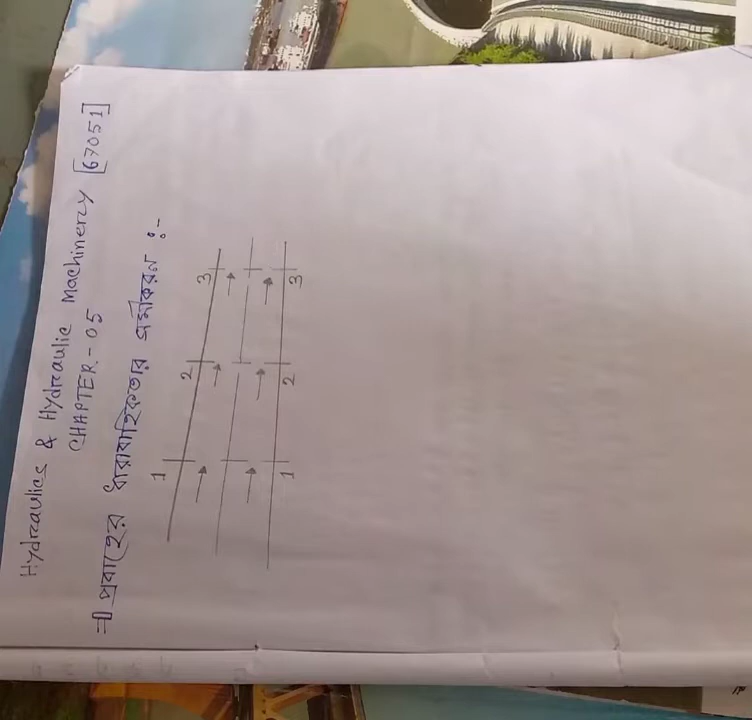 Hydraulics & Hydraulic Machinery [67051]
CHAPTER-05
⇒ প্রবাহের ধারাবাহিকতার সমীকরণ :-
1 2 3
1 2 3